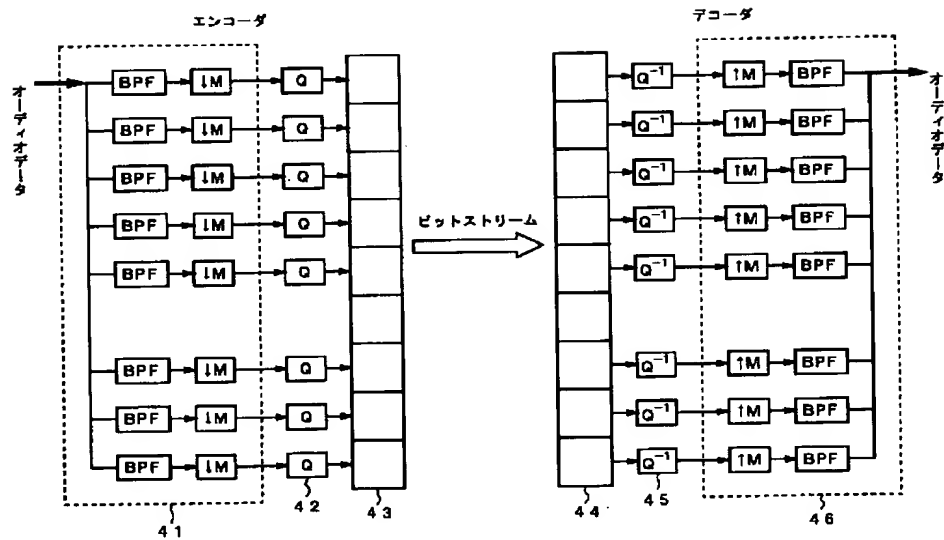 エンコーダ
デコーダ
オーディオデータ
BPF ↓M Q
BPF ↓M Q
BPF ↓M Q
BPF ↓M Q
BPF ↓M Q
BPF ↓M Q
BPF ↓M Q
BPF ↓M Q
41
42
43
ビットストリーム
Q⁻¹ ↑M BPF
Q⁻¹ ↑M BPF
Q⁻¹ ↑M BPF
Q⁻¹ ↑M BPF
Q⁻¹ ↑M BPF
Q⁻¹ ↑M BPF
Q⁻¹ ↑M BPF
Q⁻¹ ↑M BPF
44
45
46
オーディオデータ